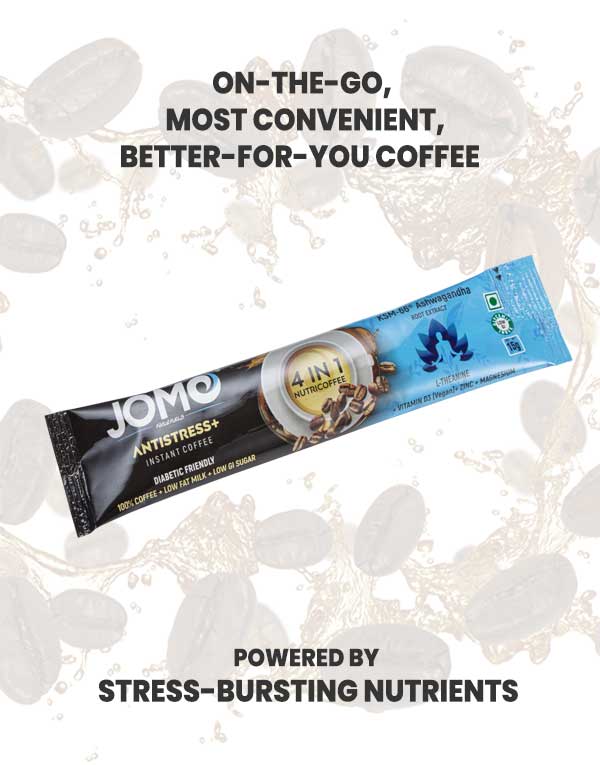 ON-THE-GO,
MOST CONVENIENT,
BETTER-FOR-YOU COFFEE
JOMO
ANTISTRESS+
INSTANT COFFEE
DIABETIC FRIENDLY
100% COFFEE + LOW FAT MILK + LOW GI SUGAR
4 IN 1
NUTRICOFFEE
KSM-66® Ashwagandha
ROOT EXTRACT
L-THEANINE
+ VITAMIN D3 (Vegan) + ZINC + MAGNESIUM
15g
POWERED BY
STRESS-BURSTING NUTRIENTS